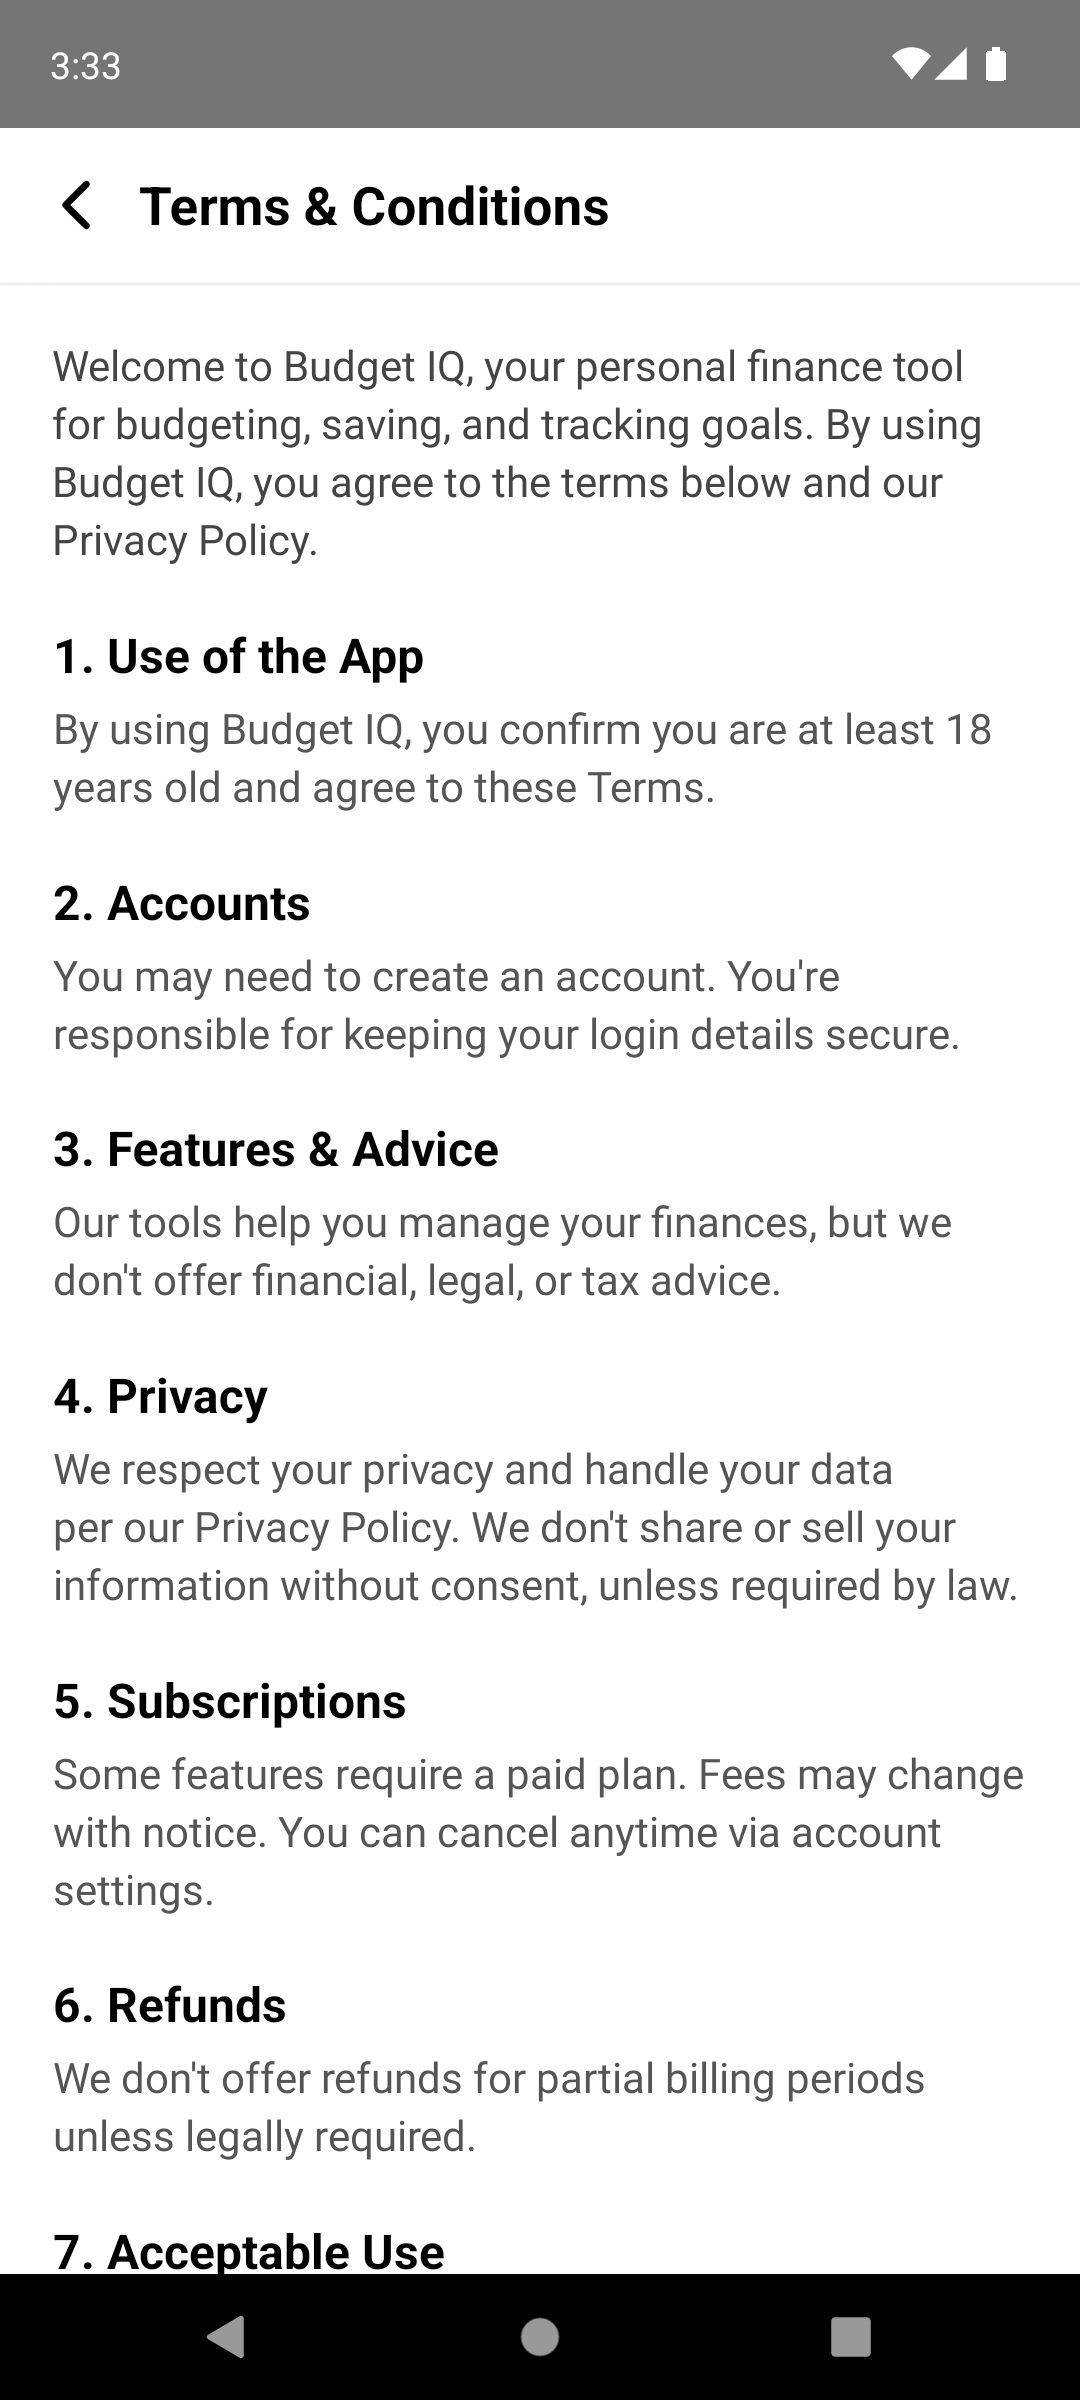 3:33
Terms & Conditions
Welcome to Budget IQ, your personal finance tool
for budgeting, saving, and tracking goals. By using
Budget IQ, you agree to the terms below and our
Privacy Policy.
1. Use of the App
By using Budget IQ, you confirm you are at least 18
years old and agree to these Terms.
2. Accounts
You may need to create an account. You're
responsible for keeping your login details secure.
3. Features & Advice
Our tools help you manage your finances, but we
don't offer financial, legal, or tax advice.
4. Privacy
We respect your privacy and handle your data
per our Privacy Policy. We don't share or sell your
information without consent, unless required by law.
5. Subscriptions
Some features require a paid plan. Fees may change
with notice. You can cancel anytime via account
settings.
6. Refunds
We don't offer refunds for partial billing periods
unless legally required.
7. Acceptable Use